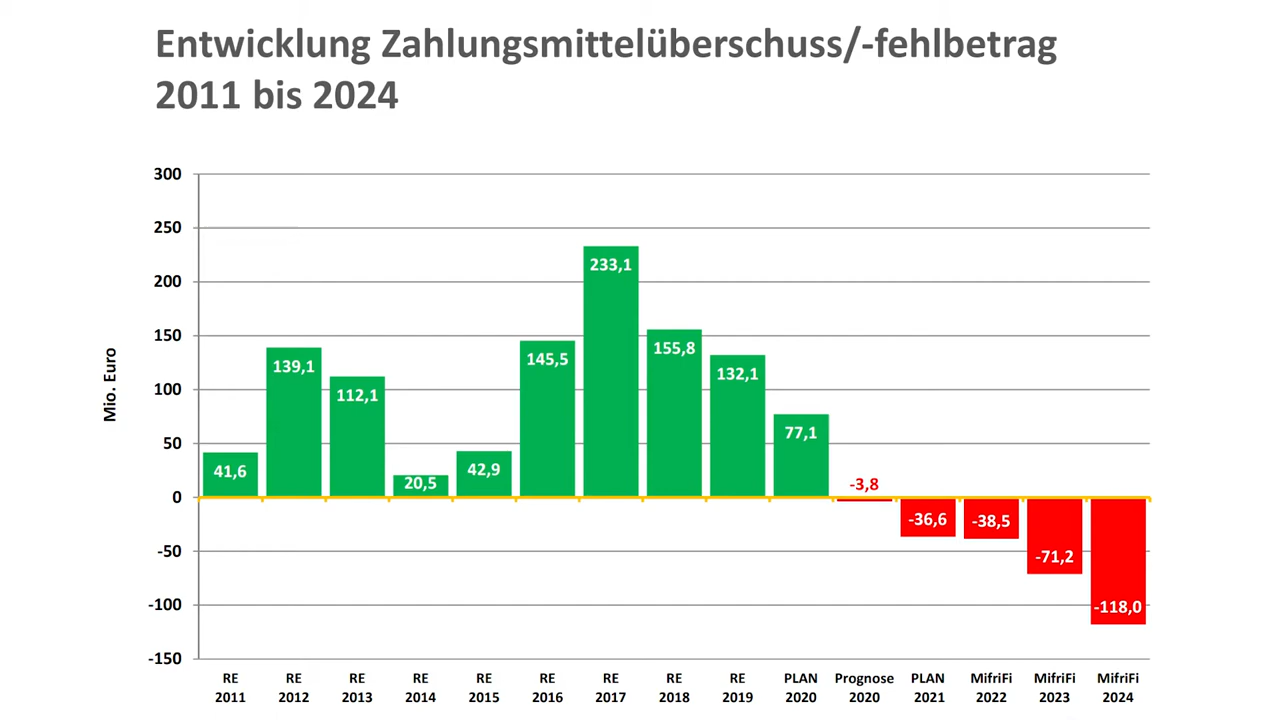 Entwicklung Zahlungsmittelüberschuss/-fehlbetrag
2011 bis 2024
300
250
200
150
100
50
0
-50
-100
-150
Mio. Euro
41,6
139,1
112,1
20,5
42,9
145,5
233,1
155,8
132,1
77,1
-3,8
-36,6
-38,5
-71,2
-118,0
RE
2011
RE
2012
RE
2013
RE
2014
RE
2015
RE
2016
RE
2017
RE
2018
RE
2019
PLAN
2020
Prognose
2020
PLAN
2021
MifriFi
2022
MifriFi
2023
MifriFi
2024